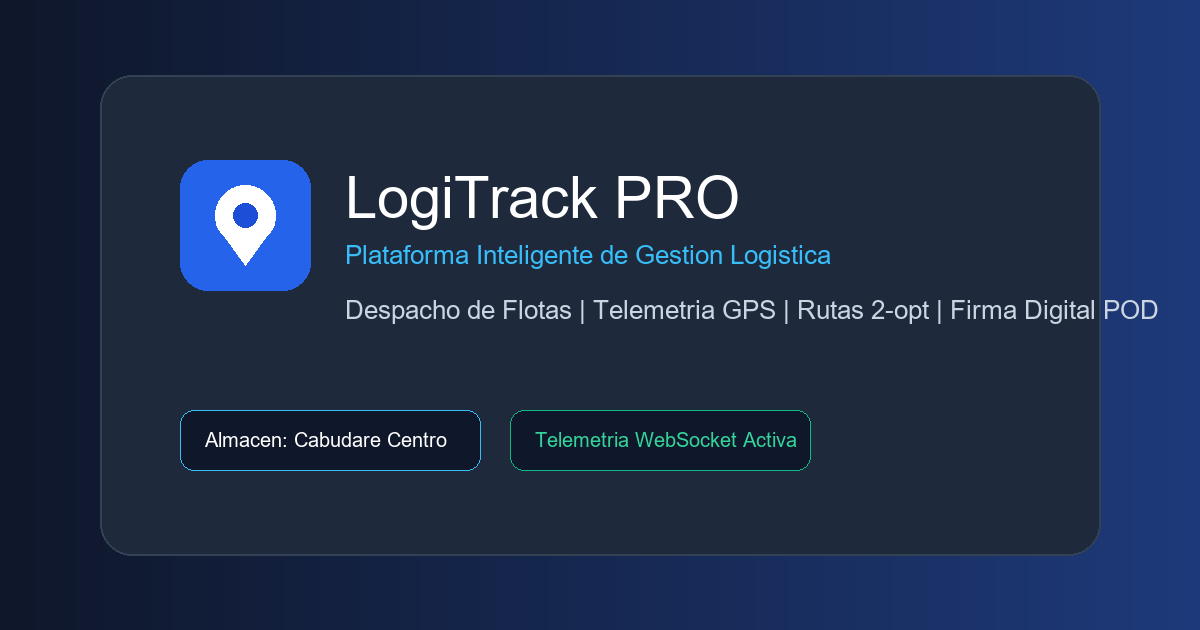 LogiTrack PRO
Plataforma Inteligente de Gestion Logistica
Despacho de Flotas | Telemetria GPS | Rutas 2-opt | Firma Digital POD
Almacen: Cabudare Centro
Telemetria WebSocket Activa